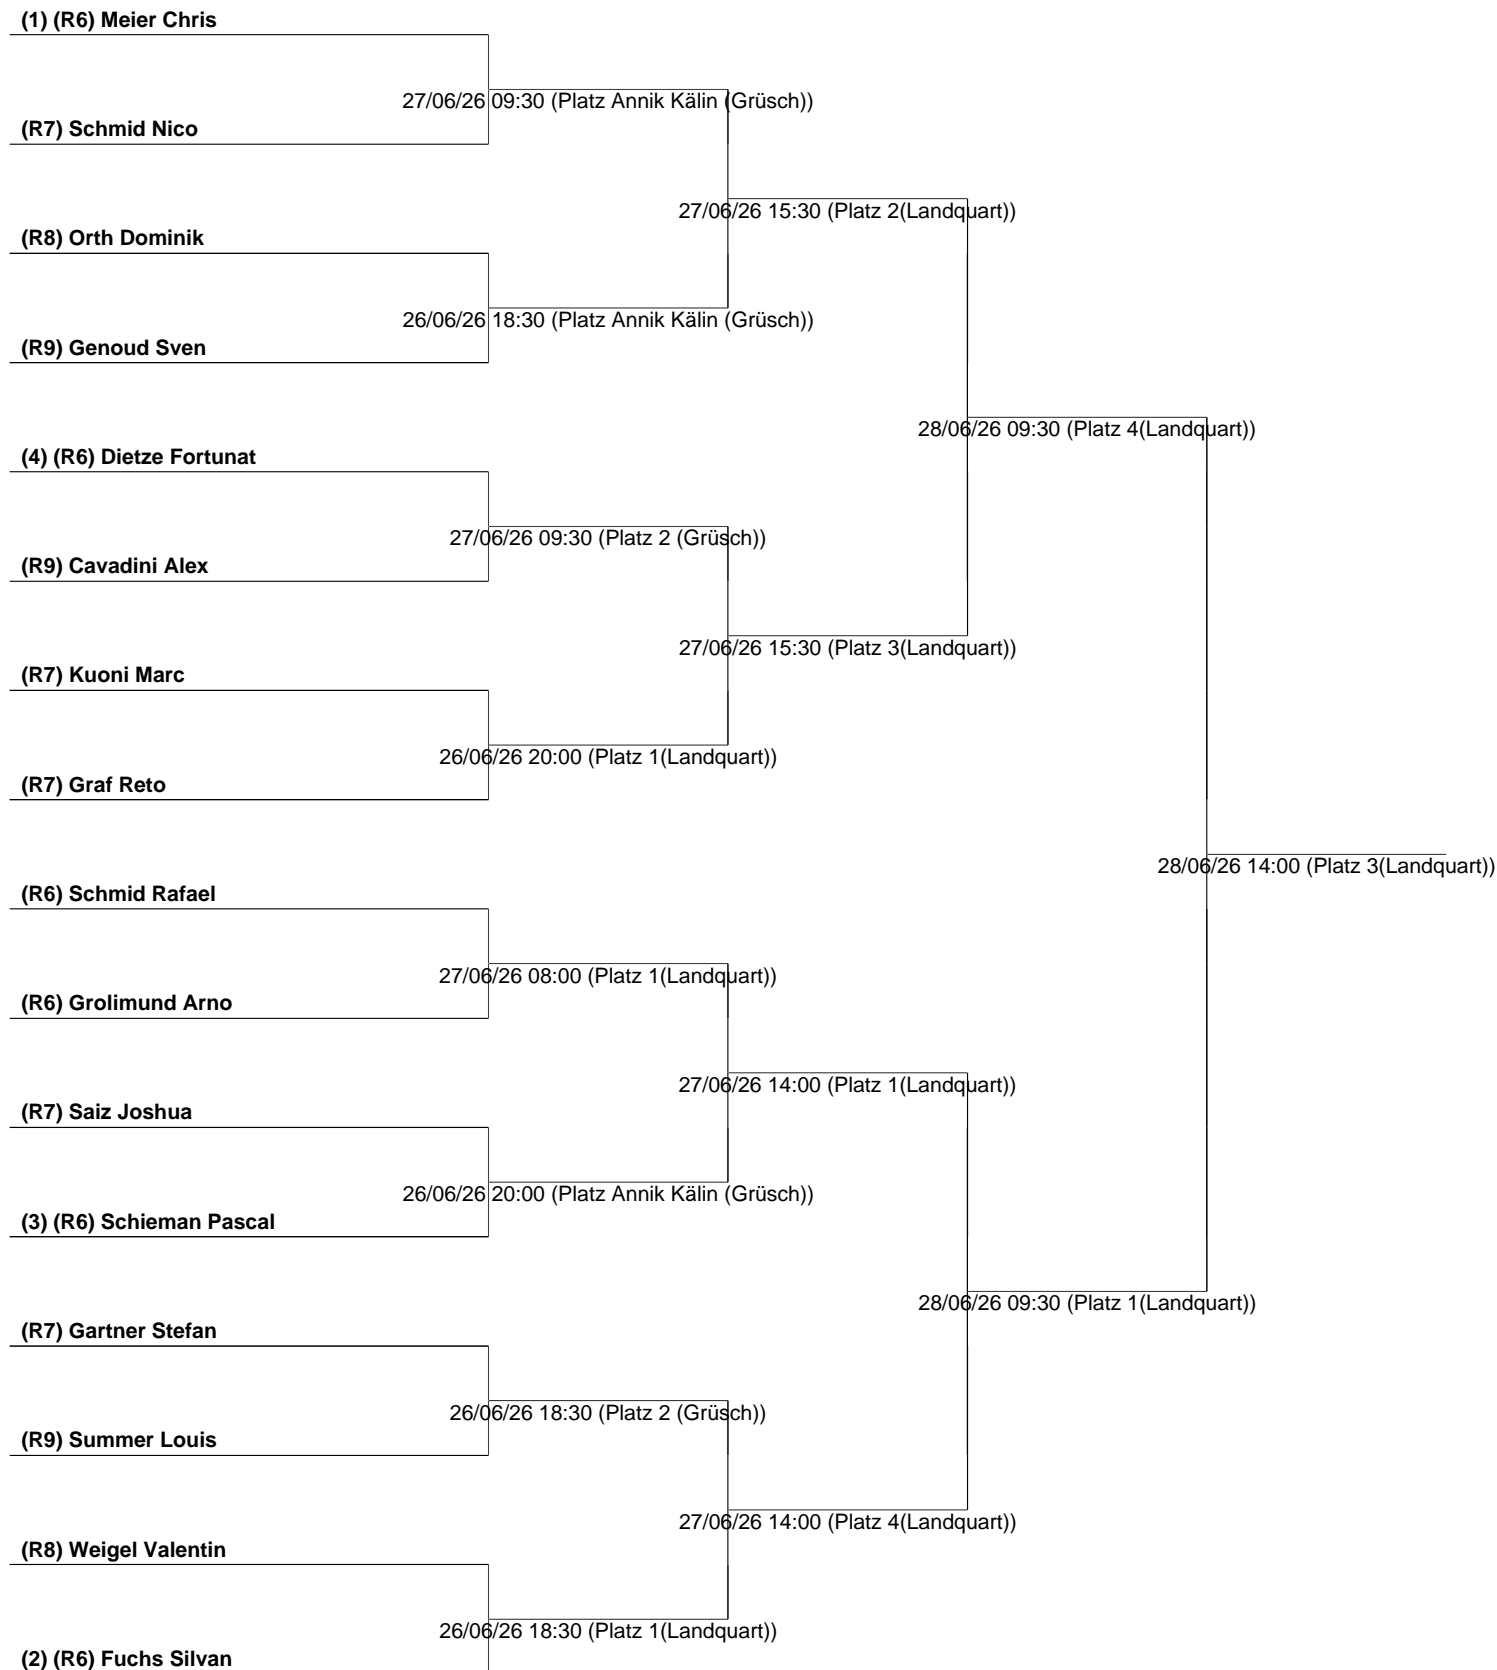 (1) (R6) Meier Chris
27/06/26 09:30 (Platz Annik Kälin (Grüsch))
(R7) Schmid Nico
27/06/26 15:30 (Platz 2(Landquart))
(R8) Orth Dominik
26/06/26 18:30 (Platz Annik Kälin (Grüsch))
(R9) Genoud Sven
28/06/26 09:30 (Platz 4(Landquart))
(4) (R6) Dietze Fortunat
27/06/26 09:30 (Platz 2 (Grüsch))
(R9) Cavadini Alex
27/06/26 15:30 (Platz 3(Landquart))
(R7) Kuoni Marc
26/06/26 20:00 (Platz 1(Landquart))
(R7) Graf Reto
28/06/26 14:00 (Platz 3(Landquart))
(R6) Schmid Rafael
27/06/26 08:00 (Platz 1(Landquart))
(R6) Grolimund Arno
27/06/26 14:00 (Platz 1(Landquart))
(R7) Saiz Joshua
26/06/26 20:00 (Platz Annik Kälin (Grüsch))
(3) (R6) Schieman Pascal
28/06/26 09:30 (Platz 1(Landquart))
(R7) Gartner Stefan
26/06/26 18:30 (Platz 2 (Grüsch))
(R9) Summer Louis
27/06/26 14:00 (Platz 4(Landquart))
(R8) Weigel Valentin
26/06/26 18:30 (Platz 1(Landquart))
(2) (R6) Fuchs Silvan